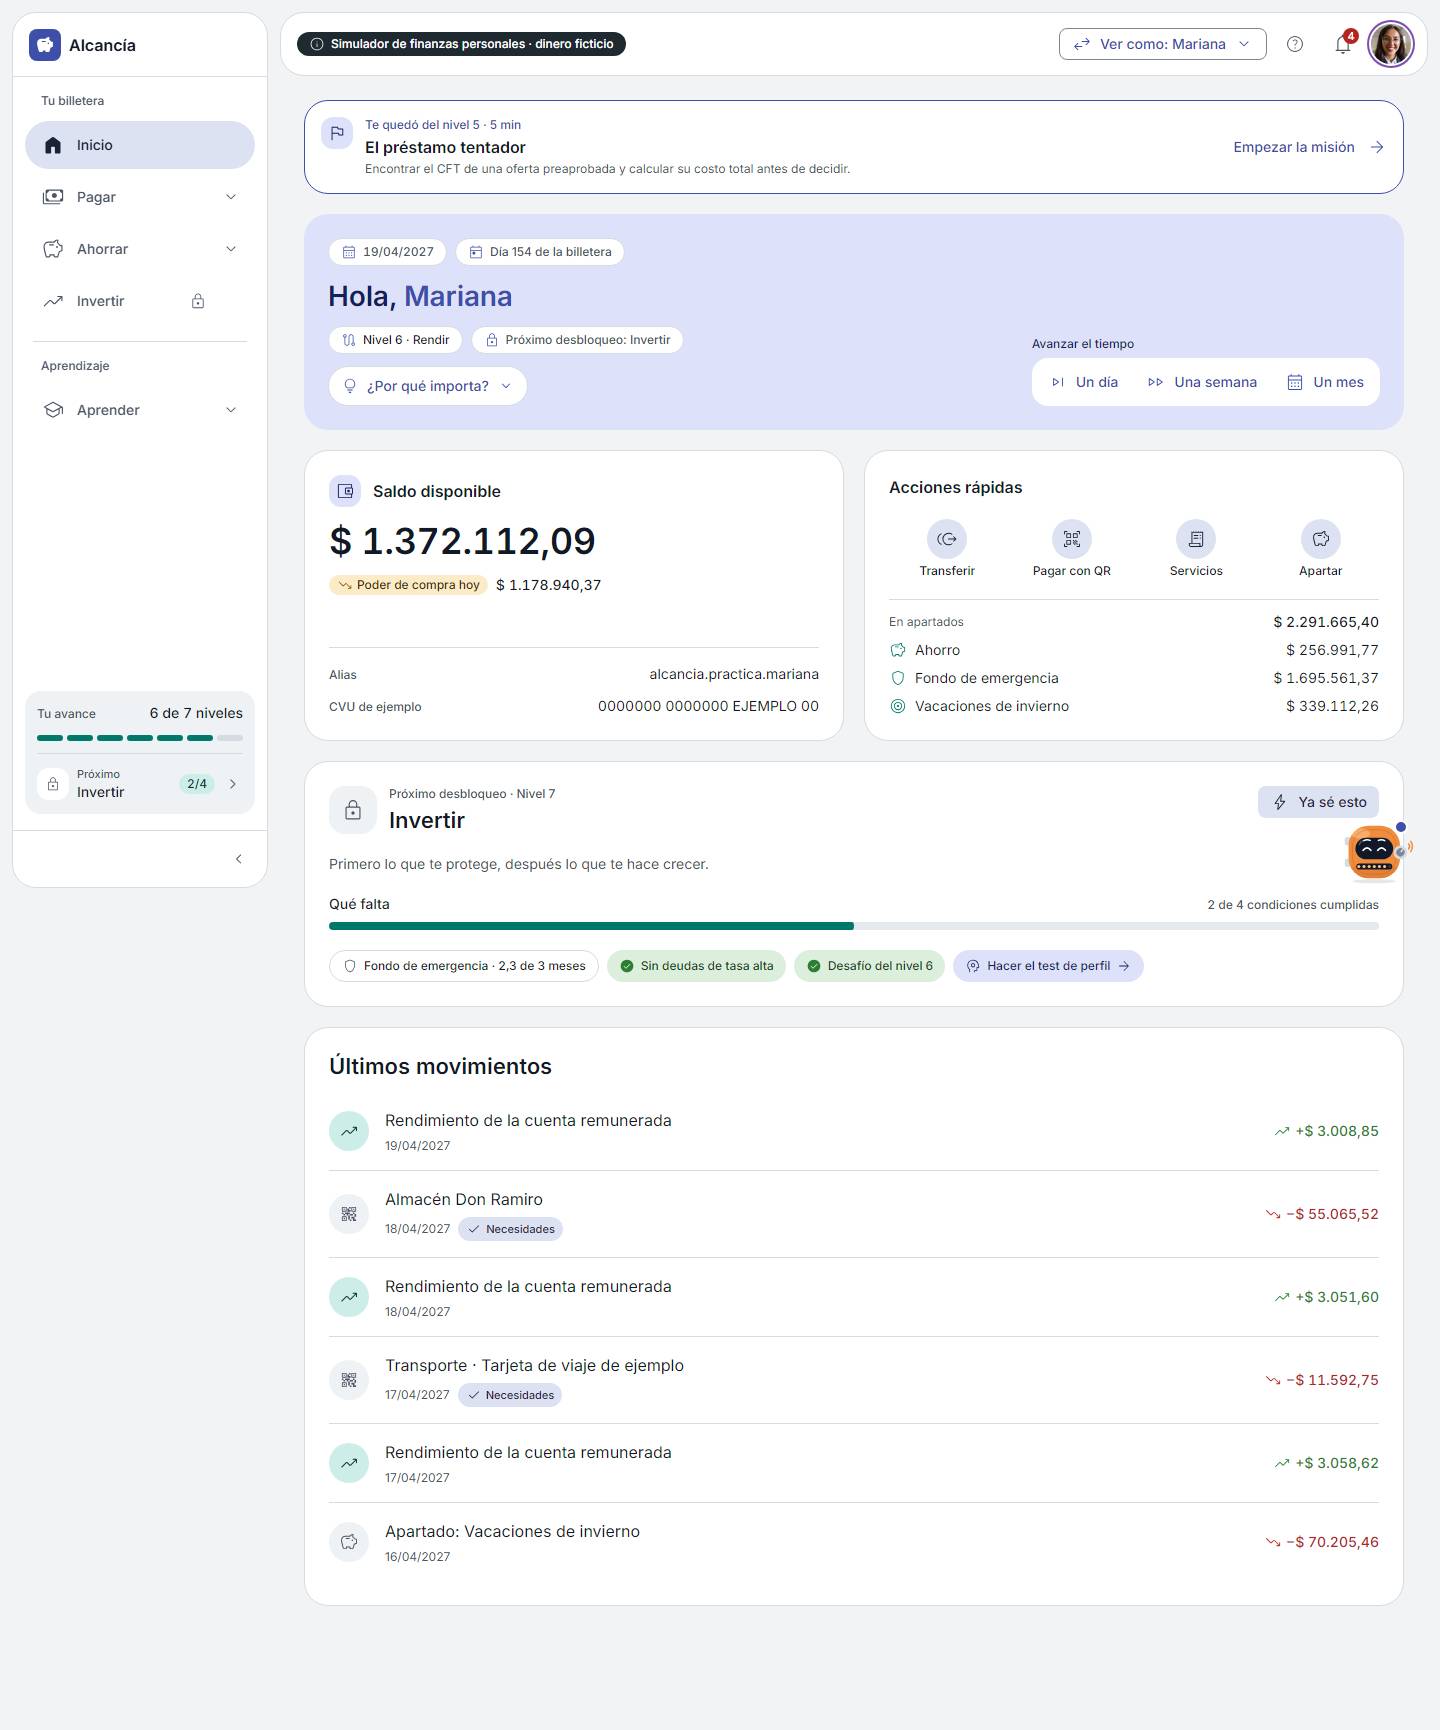 Alcancía
Simulador de finanzas personales · dinero ficticio
Ver como: Mariana
4
Tu billetera
Inicio
Pagar
Ahorrar
Invertir
Aprendizaje
Aprender
Tu avance
6 de 7 niveles
Próximo
Invertir
2/4
Te quedó del nivel 5 · 5 min
El préstamo tentador
Encontrar el CFT de una oferta preaprobada y calcular su costo total antes de decidir.
Empezar la misión
19/04/2027
Día 154 de la billetera
Hola, Mariana
Nivel 6 · Rendir
Próximo desbloqueo: Invertir
¿Por qué importa?
Avanzar el tiempo
Un día
Una semana
Un mes
Saldo disponible
$ 1.372.112,09
Poder de compra hoy
$ 1.178.940,37
Alias
alcancia.practica.mariana
CVU de ejemplo
0000000 0000000 EJEMPLO 00
Acciones rápidas
Transferir
Pagar con QR
Servicios
Apartar
En apartados
$ 2.291.665,40
Ahorro
$ 256.991,77
Fondo de emergencia
$ 1.695.561,37
Vacaciones de invierno
$ 339.112,26
Próximo desbloqueo · Nivel 7
Invertir
Ya sé esto
Primero lo que te protege, después lo que te hace crecer.
Qué falta
2 de 4 condiciones cumplidas
Fondo de emergencia · 2,3 de 3 meses
Sin deudas de tasa alta
Desafío del nivel 6
Hacer el test de perfil
Últimos movimientos
Rendimiento de la cuenta remunerada
19/04/2027
+$ 3.008,85
Almacén Don Ramiro
18/04/2027
Necesidades
−$ 55.065,52
Rendimiento de la cuenta remunerada
18/04/2027
+$ 3.051,60
Transporte · Tarjeta de viaje de ejemplo
17/04/2027
Necesidades
−$ 11.592,75
Rendimiento de la cuenta remunerada
17/04/2027
+$ 3.058,62
Apartado: Vacaciones de invierno
16/04/2027
−$ 70.205,46